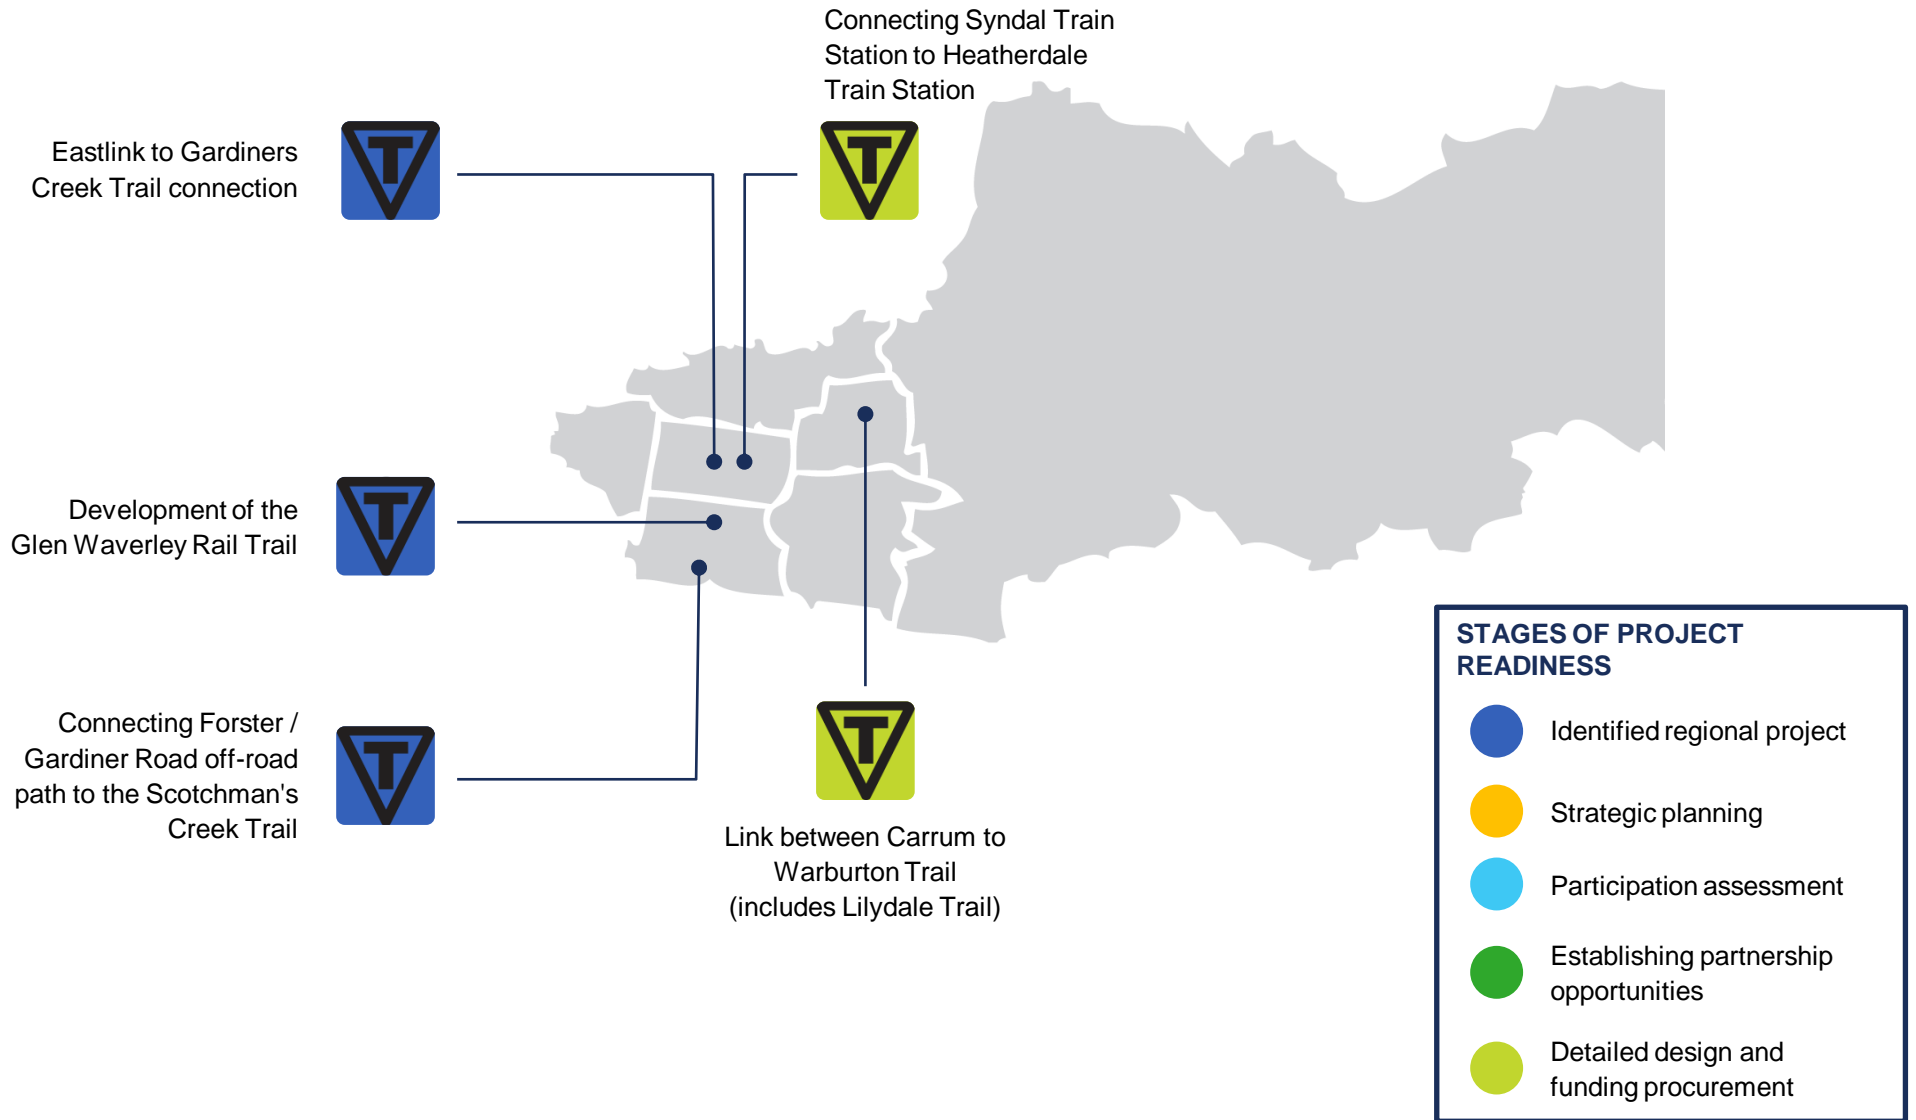 Connecting Syndal Train
Station to Heatherdale
Train Station
Eastlink to Gardiners
Creek Trail connection
T
T
Development of the
Glen Waverley Rail Trail
T
Connecting Forster /
Gardiner Road off-road
path to the Scotchman's
Creek Trail
T
T
Link between Carrum to
Warburton Trail
(includes Lilydale Trail)
STAGES OF PROJECT
READINESS
Identified regional project
Strategic planning
Participation assessment
Establishing partnership
opportunities
Detailed design and
funding procurement